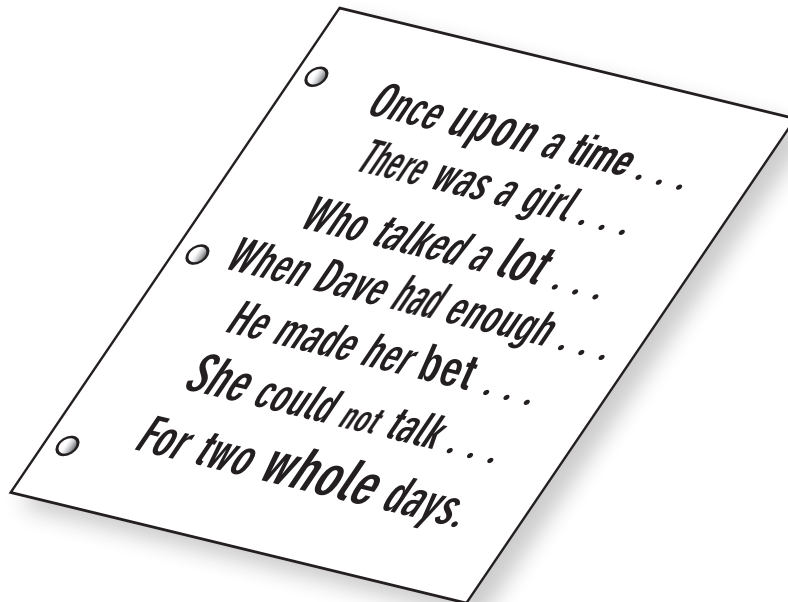 Once upon a time . . .
There was a girl . . .
Who talked a lot . . .
When Dave had enough . . .
He made her bet . . .
She could not talk . . .
For two whole days.